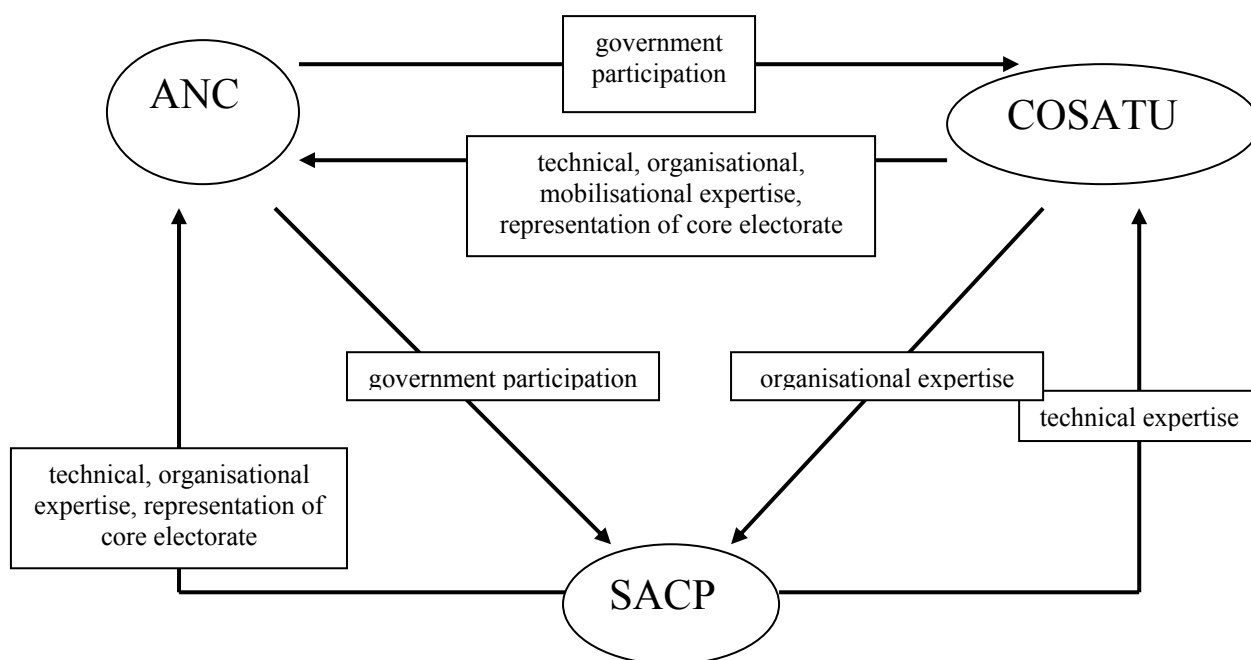 government
participation
ANC
COSATU
technical, organisational,
mobilisational expertise,
representation of core electorate
government participation
organisational expertise
technical expertise
technical, organisational
expertise, representation of
core electorate
SACP